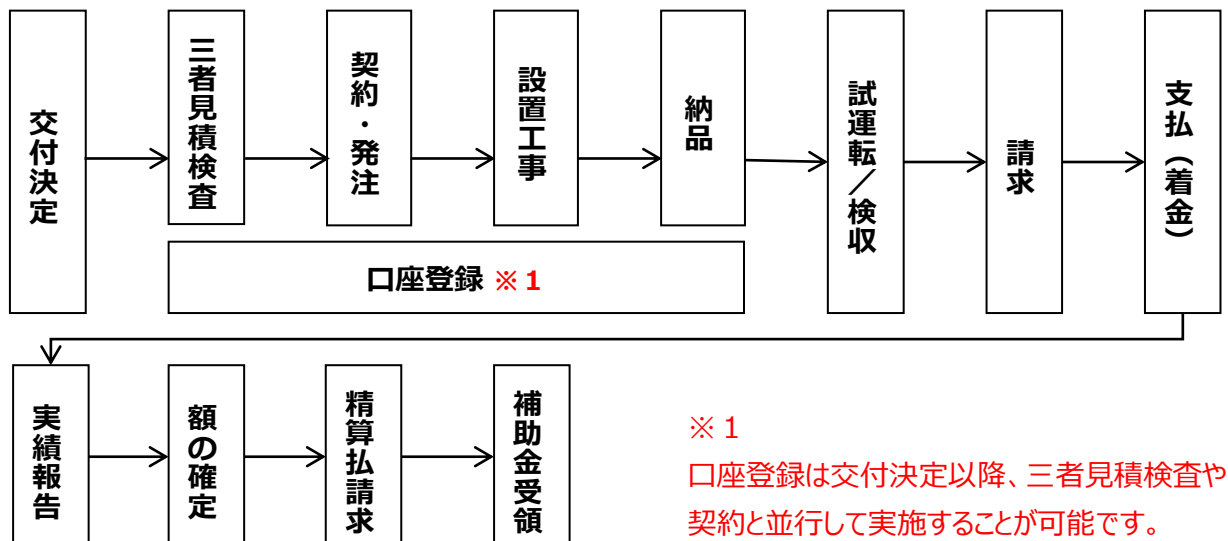 交付決定
三者見積検査
契約・発注
設置工事
納品
試運転／検収
請求
支払（着金）
口座登録 ※１
実績報告
額の確定
精算払請求
補助金受領
※１
口座登録は交付決定以降、三者見積検査や
契約と並行して実施することが可能です。